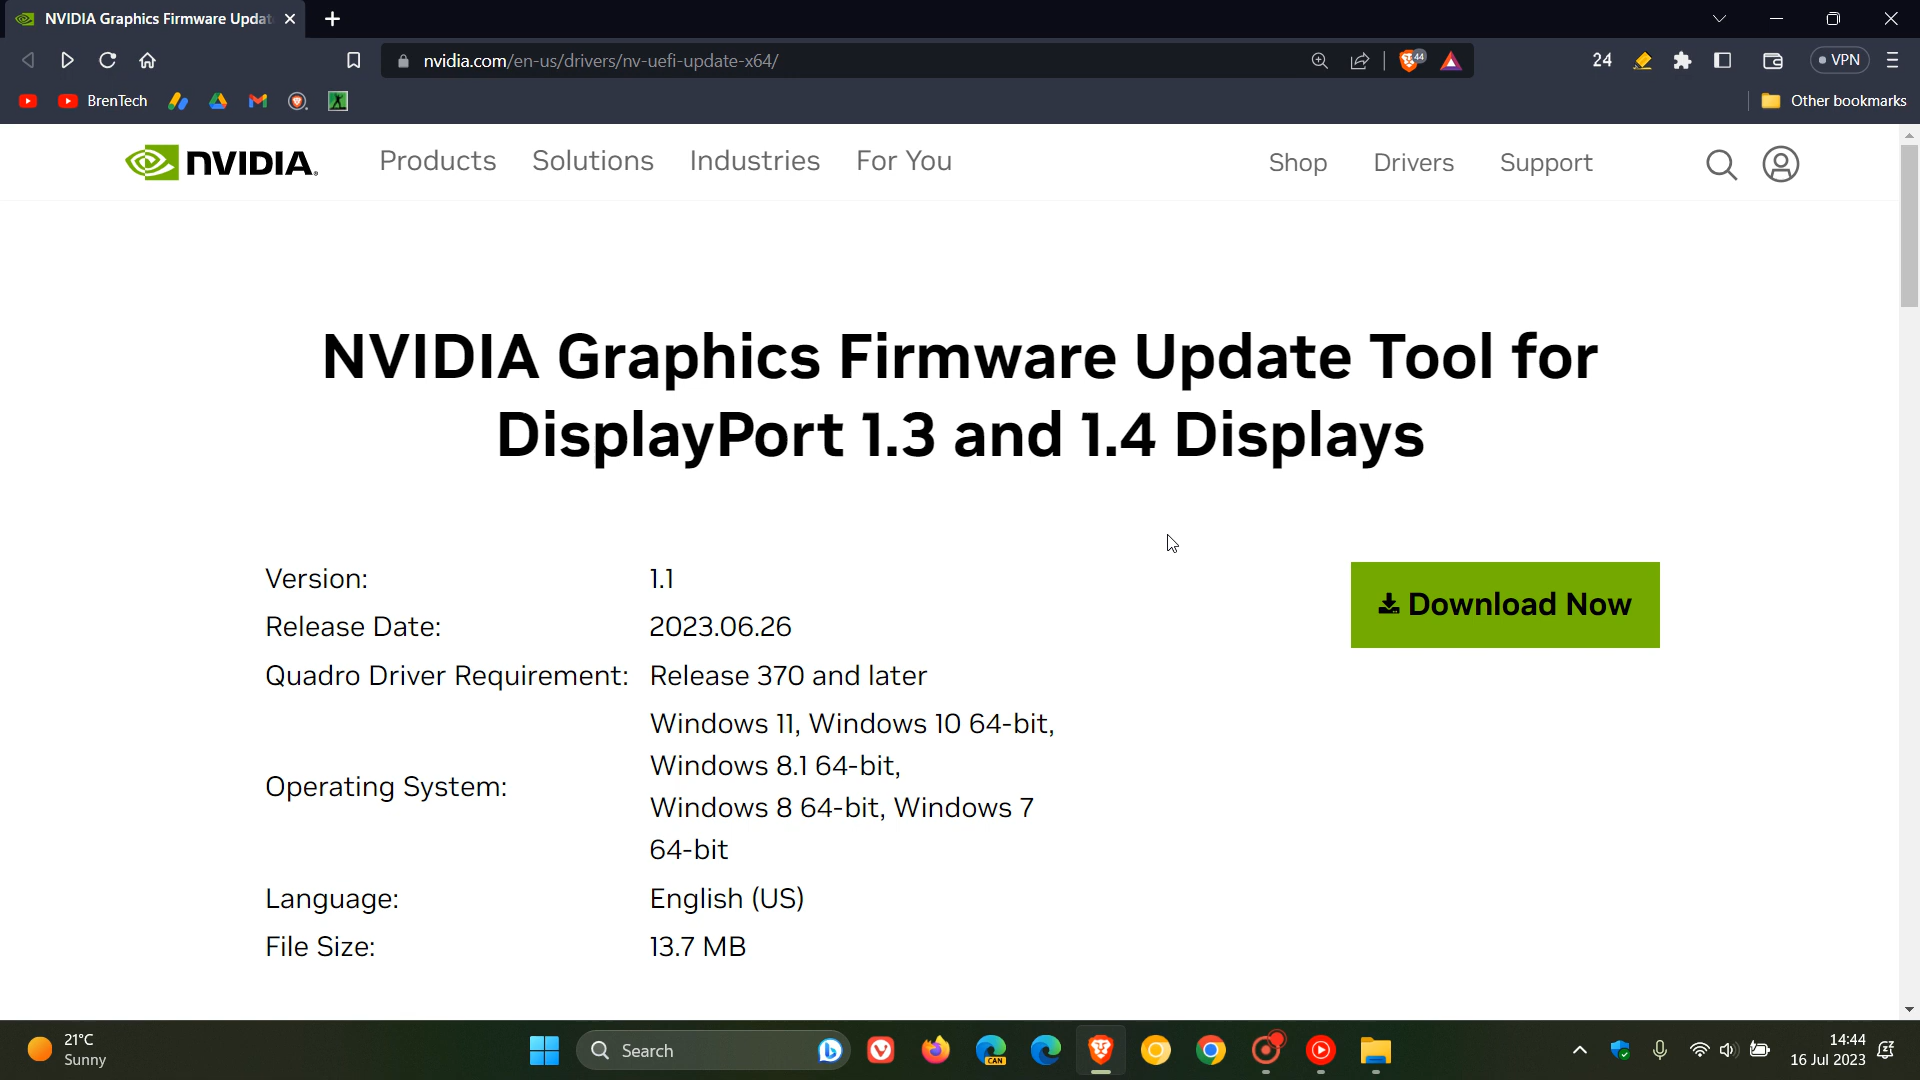 NVIDIA Graphics Firmware Updat
nvidia.com/en-us/drivers/nv-uefi-update-x64/
44
24
VPN
BrenTech
Other bookmarks
NVIDIA.
Products
Solutions
Industries
For You
Shop
Drivers
Support
NVIDIA Graphics Firmware Update Tool for
DisplayPort 1.3 and 1.4 Displays
Version: 1.1
Download Now
Release Date: 2023.06.26
Quadro Driver Requirement: Release 370 and later
Operating System:
Windows 11, Windows 10 64-bit,
Windows 8.1 64-bit,
Windows 8 64-bit, Windows 7
64-bit
Language: English (US)
File Size: 13.7 MB
21°C
Sunny
Search
CAN
14:44
16 Jul 2023